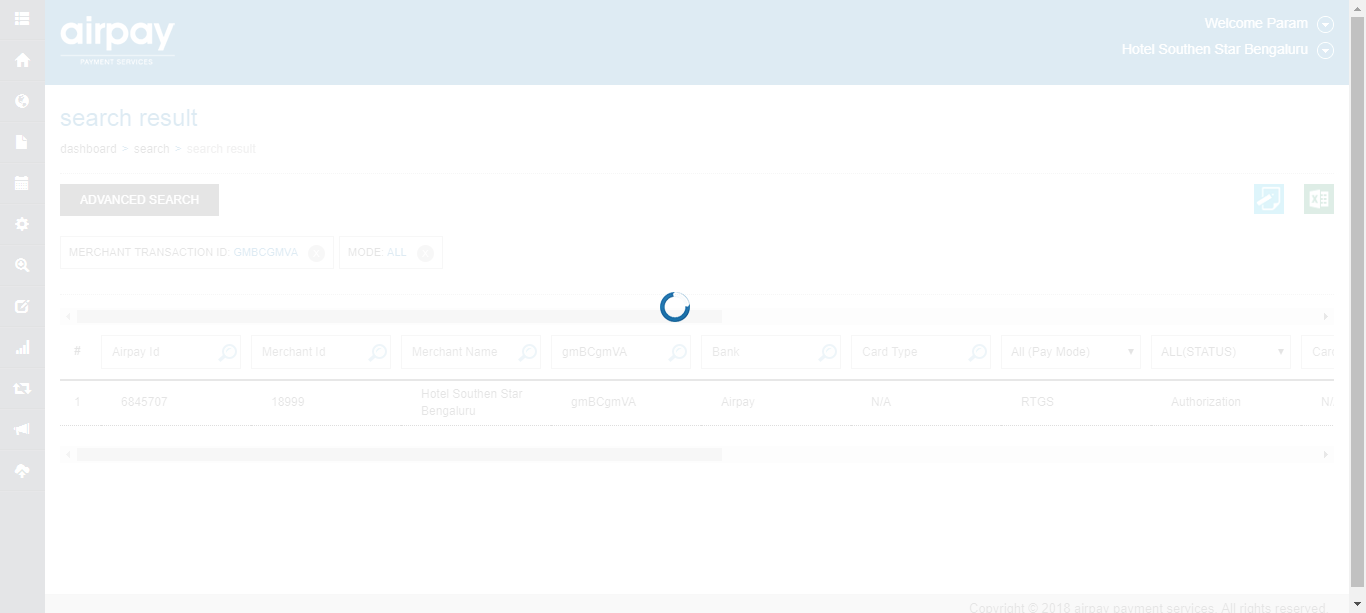 airpay
PAYMENT SERVICES
Welcome Param
Hotel Southen Star Bengaluru
search result
dashboard > search > search result
ADVANCED SEARCH
MERCHANT TRANSACTION ID: GMBCGMVA x MODE: ALL x
# Airpay Id Merchant Id Merchant Name gmBCgmVA Bank Card Type All (Pay Mode) ALL(STATUS) Card
1 6845707 18999 Hotel Southen Star Bengaluru gmBCgmVA Airpay N/A RTGS Authorization N/
Copyright © 2018 airpay payment services. All rights reserved